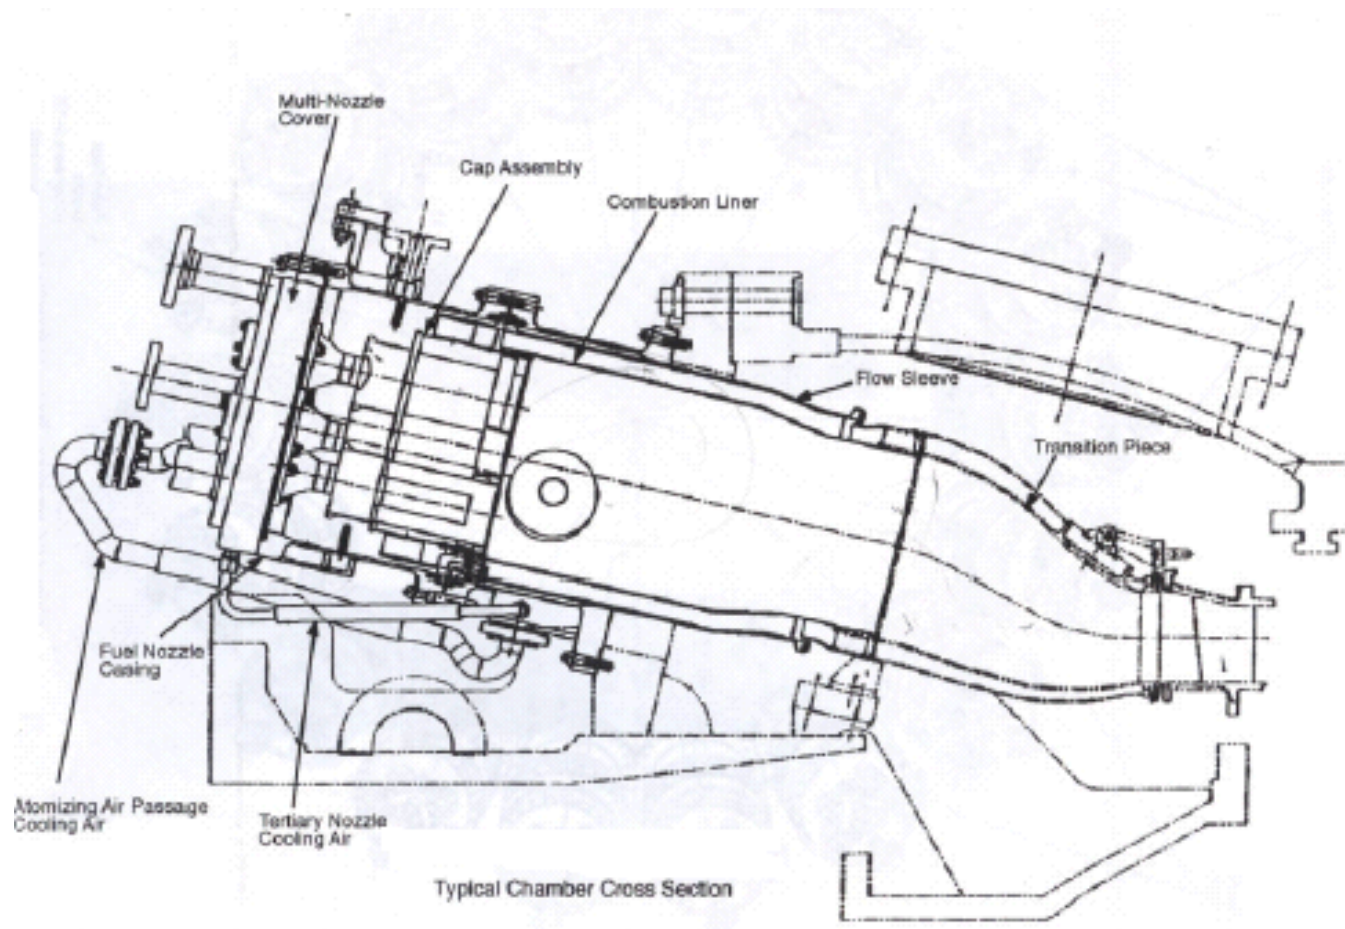 Multi-Nozzle
Cover
Cap Assembly
Combustion Liner
Flow Sleeve
Transition Piece
Fuel Nozzle
Casing
Atomizing Air Passage
Cooling Air
Tertiary Nozzle
Cooling Air
Typical Chamber Cross Section